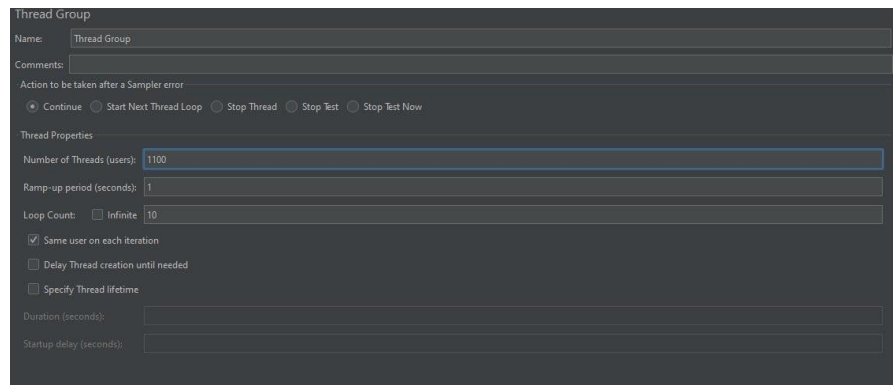 Thread Group
Name: Thread Group
Comments:
Action to be taken after a Sampler error
Continue Start Next Thread Loop Stop Thread Stop Test Stop Test Now
Thread Properties
Number of Threads (users): 1100
Ramp-up period (seconds): 1
Loop Count: Infinite 10
Same user on each iteration
Delay Thread creation until needed
Specify Thread lifetime
Duration (seconds):
Startup delay (seconds):